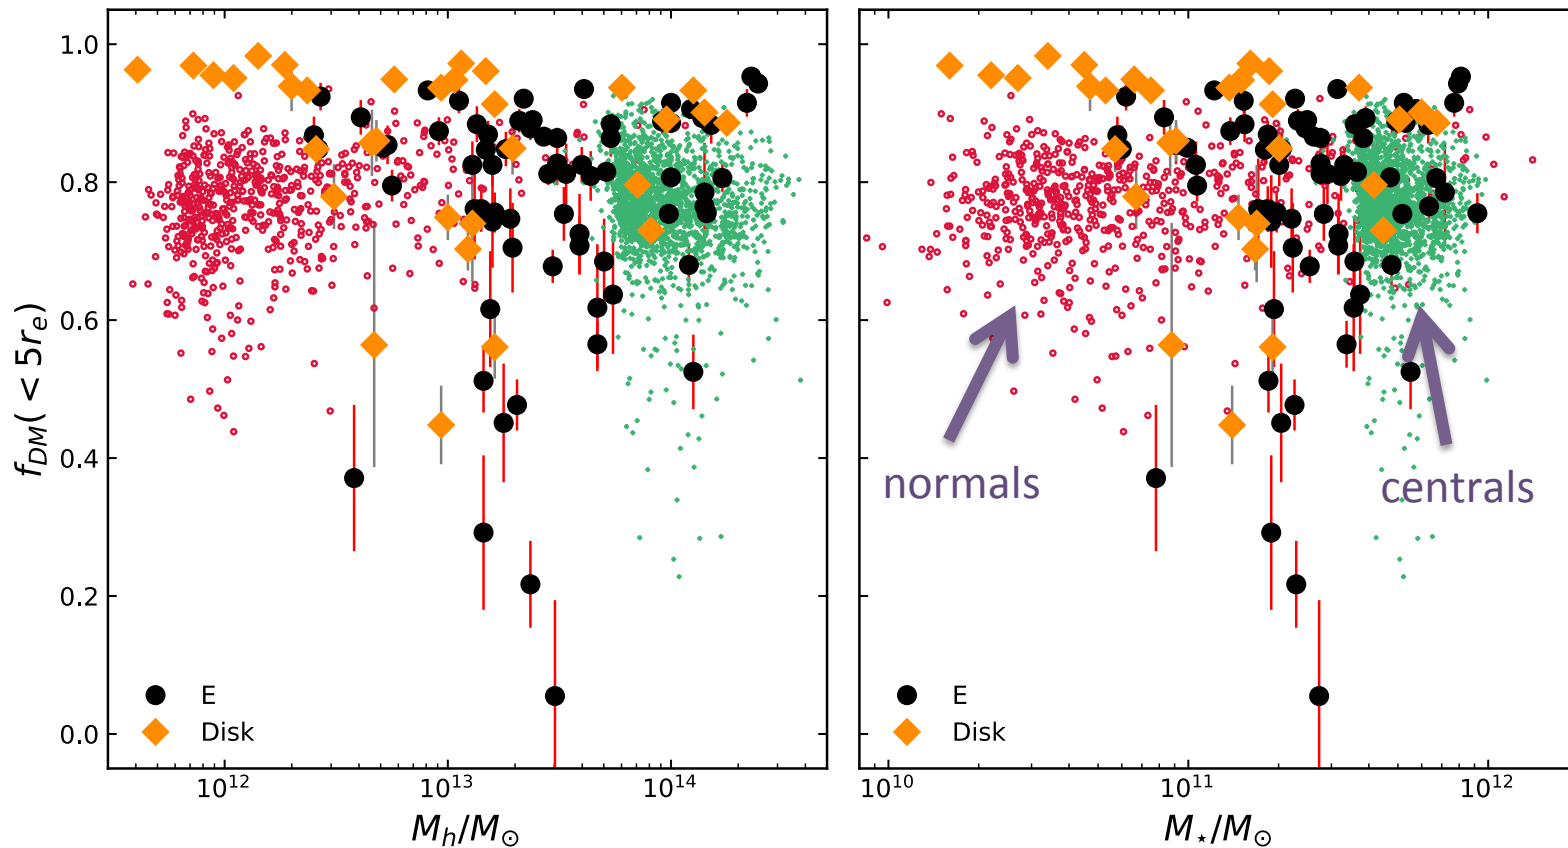 f_DM(<5r_e)
1.0
0.8
0.6
0.4
0.2
0.0
E
Disk
10^12
10^13
10^14
M_h/M_⊙
normals
centrals
E
Disk
10^10
10^11
10^12
M_⋆/M_⊙